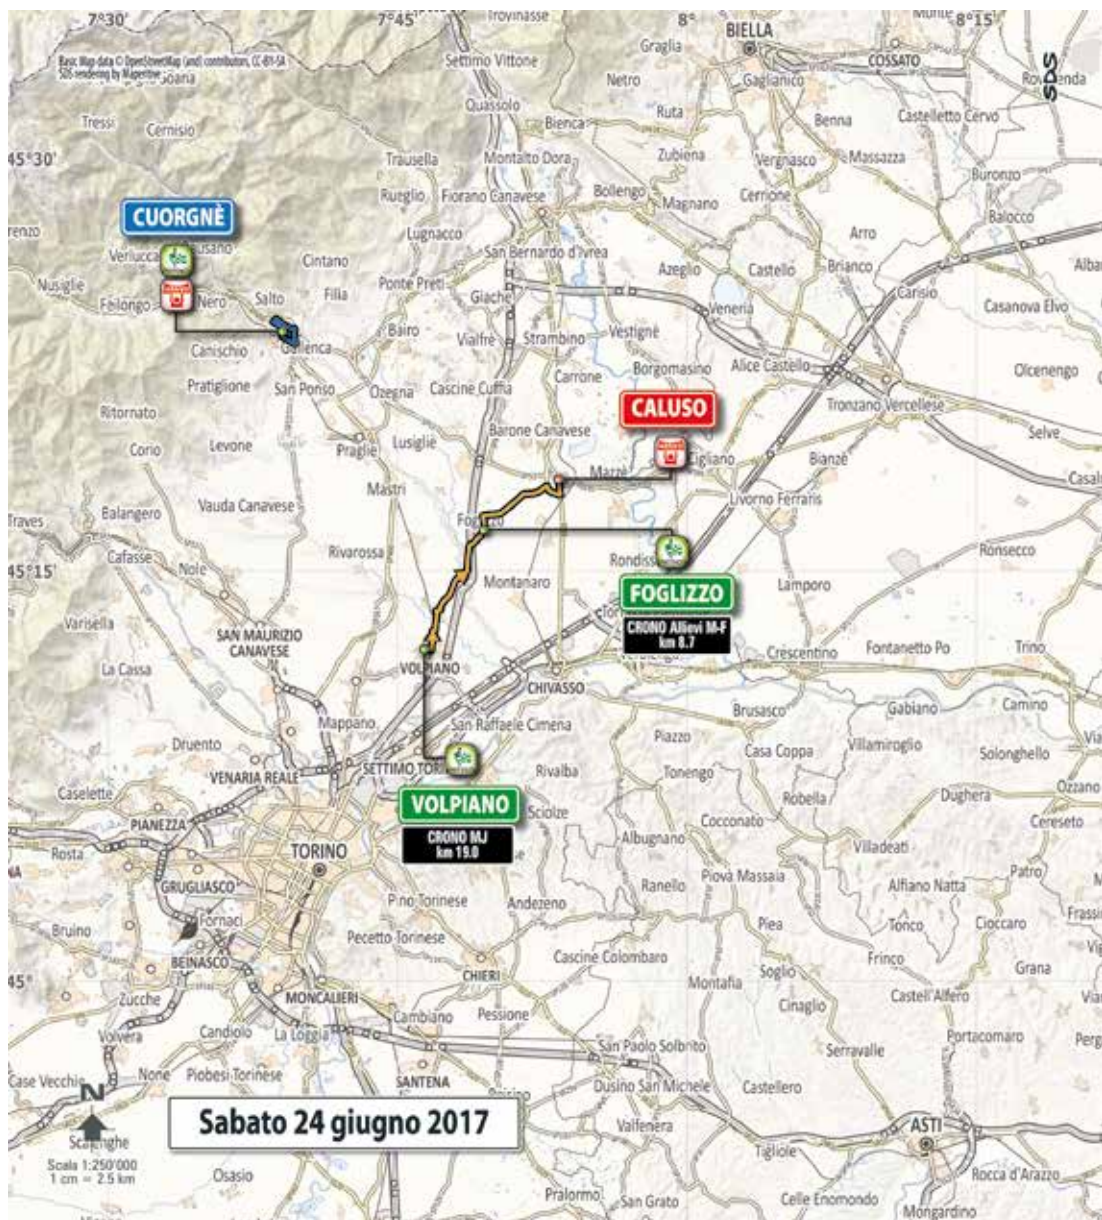 7°30'
7°45'
8°
8°15'
Trovinasse
Graglia
BIELLA
Monte
COSSATO
Basic Map data © OpenStreetMap (and) contributors, CC-BY-SA
SDS rendering by Maperitive
Settimo Vittone
Netro
Gaglianico
SDS
Quassolo
Ruta
Benna
Castelletto Cervo
Tressi
Cernisio
Bienca
45°30'
Trausella
Montalto Dora
Zubiena
Vergnasco
Massazza
Buronzo
Rueglio
Fiorano Canavese
Bollengo
Magnano
Cerrione
Balocco
CUORGNÈ
Lugnacco
San Bernardo d'Ivrea
Arro
Cintano
Azeglio
Castello
Brianco
Nusiglie
Nero
Salto
Filia
Ponte Preti
Giache
Veneria
Carisio
Casanova Elvo
Canischio
Gallenca
Bairo
Vialfrè
Strambino
Vestignè
Pratiglione
San Ponso
Ozegna
Cascine Cuffia
Carrone
Borgomasino
Alice Castello
Olcenengo
Ritornato
CALUSO
Tronzano Vercellese
Corio
Levone
Praglie
Lusiglie
Barone Canavese
Selve
Mazzè
Cigliano
Bianzè
Mastri
Livorno Ferraris
Traves
Balangero
Vauda Canavese
Foglizzo
Cafasse
Rivarossa
Ronsecco
45°15'
Nole
Montanaro
Lamporo
FOGLIZZO
CRONO Allievi M-F
km 8.7
Varisella
SAN MAURIZIO
CANAVESE
La Cassa
VOLPIANO
CHIVASSO
Crescentino
Fontanetto Po
Trino
Mappano
San Raffaele Cimena
Brusasco
Gabiano
Camino
Druento
Piazzo
Casa Coppa
Villamiroglio
Solonghello
VENARIA REALE
Rivalba
Tonengo
Ozzano
Caselette
VOLPIANO
CRONO MJ
km 19.0
Robella
Dughera
PIANEZZA
Sciolze
Cocconato
Cereseto
Rosta
TORINO
Albugnano
Villadeati
GRUGLIASCO
Ranello
Piovà Massaia
Alfiano Natta
Patro
Fornaci
Pino Torinese
Andezeno
Bruino
Pecetto Torinese
Piea
Tonco
Cioccaro
BEINASCO
CHIERI
Cascine Colombaro
Frinco
45°
Soglio
Grana
Zucche
MONCALIERI
Montafia
Cinaglio
Castell'Alfero
Volvera
Candiolo
La Loggia
Cambiano
Pessione
San Paolo Solbrito
Serravalle
Portacomaro
Case Vecchie
None
Piobesi Torinese
SANTENA
Dusino San Michele
Castellero
N
Sabato 24 giugno 2017
Valfenera
ASTI
Scalenghe
Tigliole
Scala 1:250'000
1 cm = 2.5 km
Osasio
Pralormo
San Grato
Celle Enomondo
Rocca d'Arazzo
Mongardino